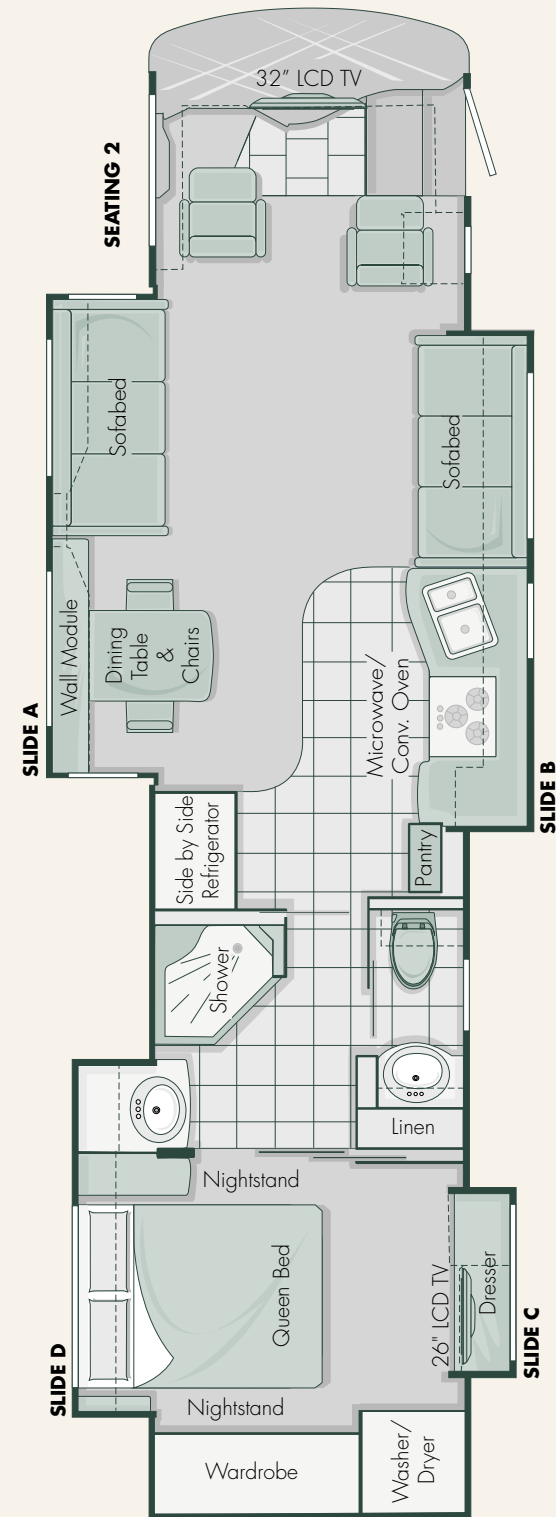 32" LCD TV
SEATING 2
Sofabed
Sofabed
Wall Module
Dining
Table
&
Chairs
Microwave/
Conv. Oven
SLIDE A
SLIDE B
Side by Side
Refrigerator
Pantry
Shower
Linen
Nightstand
Queen Bed
26" LCD TV
Dresser
SLIDE D
SLIDE C
Nightstand
Wardrobe
Washer/
Dryer